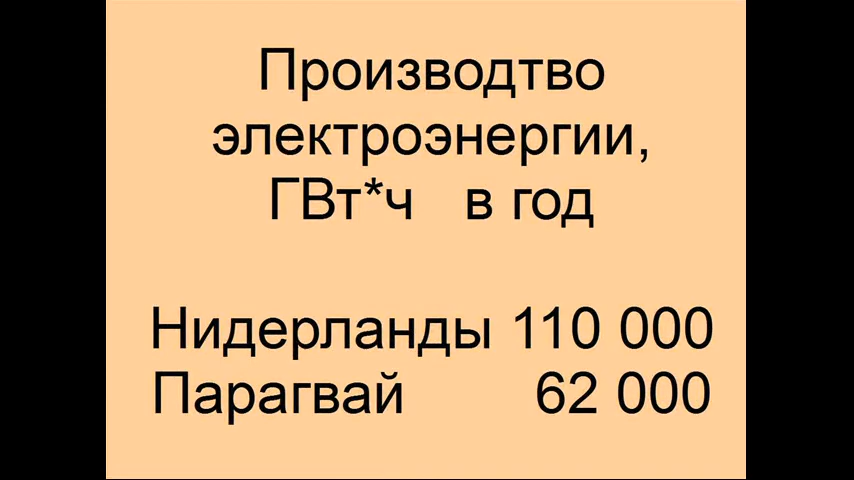 Производтво
электроэнергии,
ГВт*ч в год
Нидерланды 110 000
Парагвай 62 000